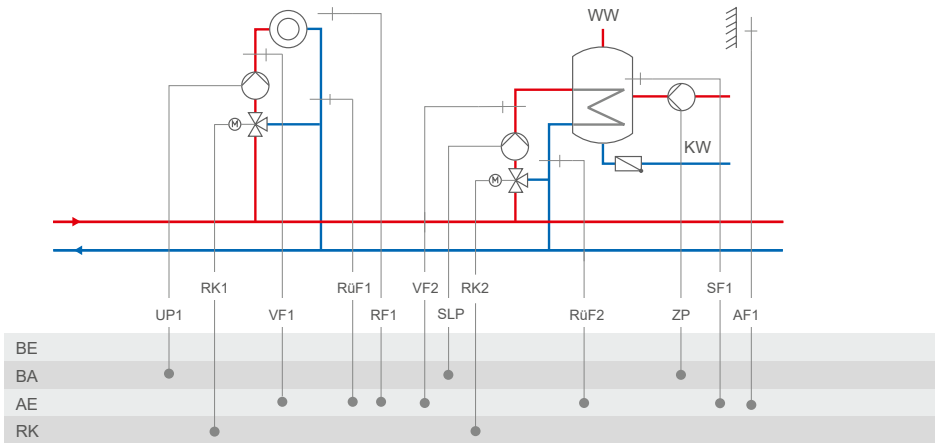 WW
M
KW
M
RK1 RüF1 VF2 RK2 SF1
UP1 VF1 RF1 SLP RüF2 ZP AF1
BE
BA
AE
RK